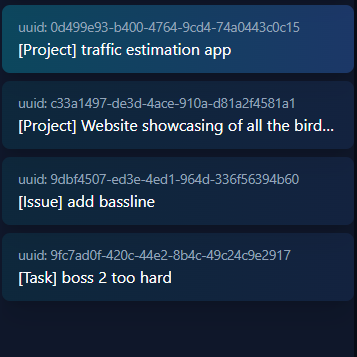 uuid: 0d499e93-b400-4764-9cd4-74a0443c0c15
[Project] traffic estimation app
uuid: c33a1497-de3d-4ace-910a-d81a2f4581a1
[Project] Website showcasing of all the bird...
uuid: 9dbf4507-ed3e-4ed1-964d-336f56394b60
[Issue] add bassline
uuid: 9fc7ad0f-420c-44e2-8b4c-49c24c9e2917
[Task] boss 2 too hard